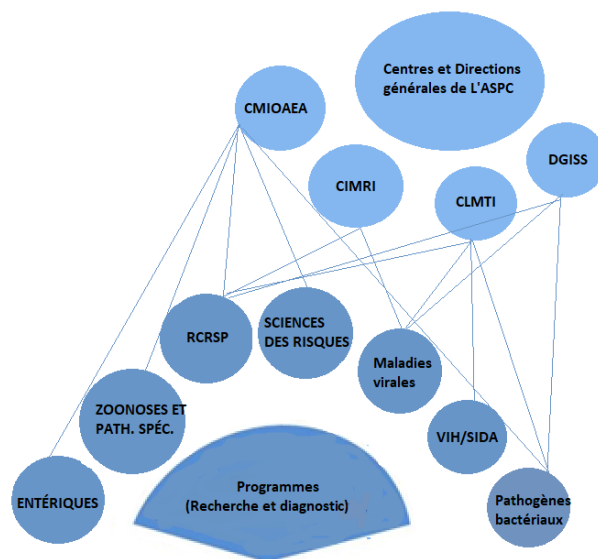 Centres et Directions
générales de L'ASPC
CMIOAEA
DGISS
CIMRI
CLMTI
RCRSP
SCIENCES
DES RISQUES
Maladies
virales
ZOONOSES ET
PATH. SPÉC.
VIH/SIDA
ENTÉRIQUES
Programmes
(Recherche et diagnostic)
Pathogènes
bactériaux